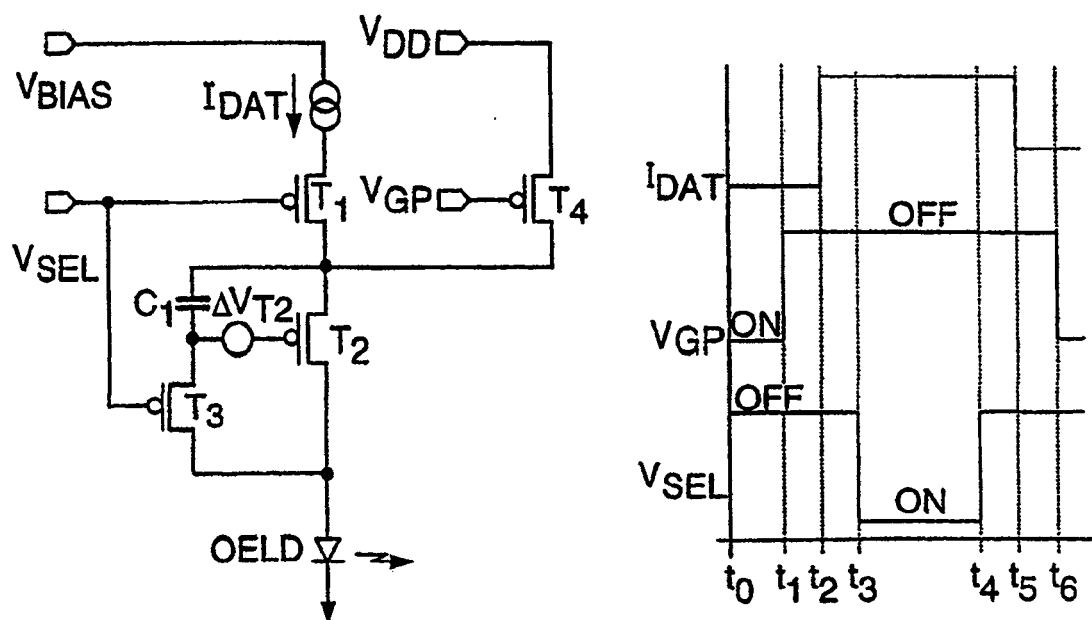 VBIAS
IDAT
VDD
VSEL
T1
VGP
T4
C1
ΔVT2
T2
T3
OELD
IDAT
OFF
VGP
ON
OFF
VSEL
ON
t0 t1 t2 t3 t4 t5 t6